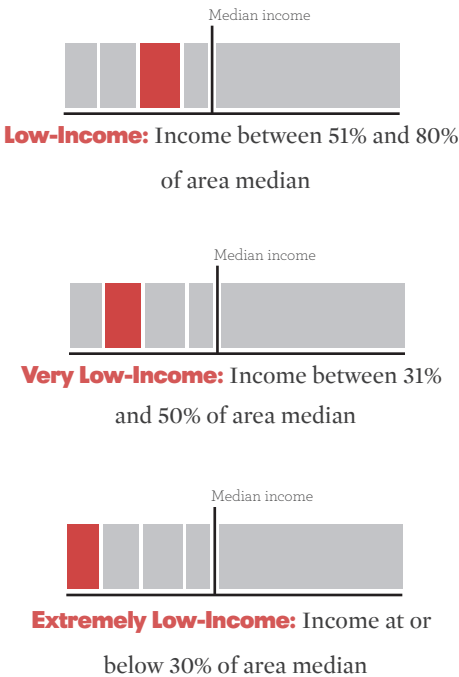 Median income
Low-Income: Income between 51% and 80%
of area median
Median income
Very Low-Income: Income between 31%
and 50% of area median
Median income
Extremely Low-Income: Income at or
below 30% of area median